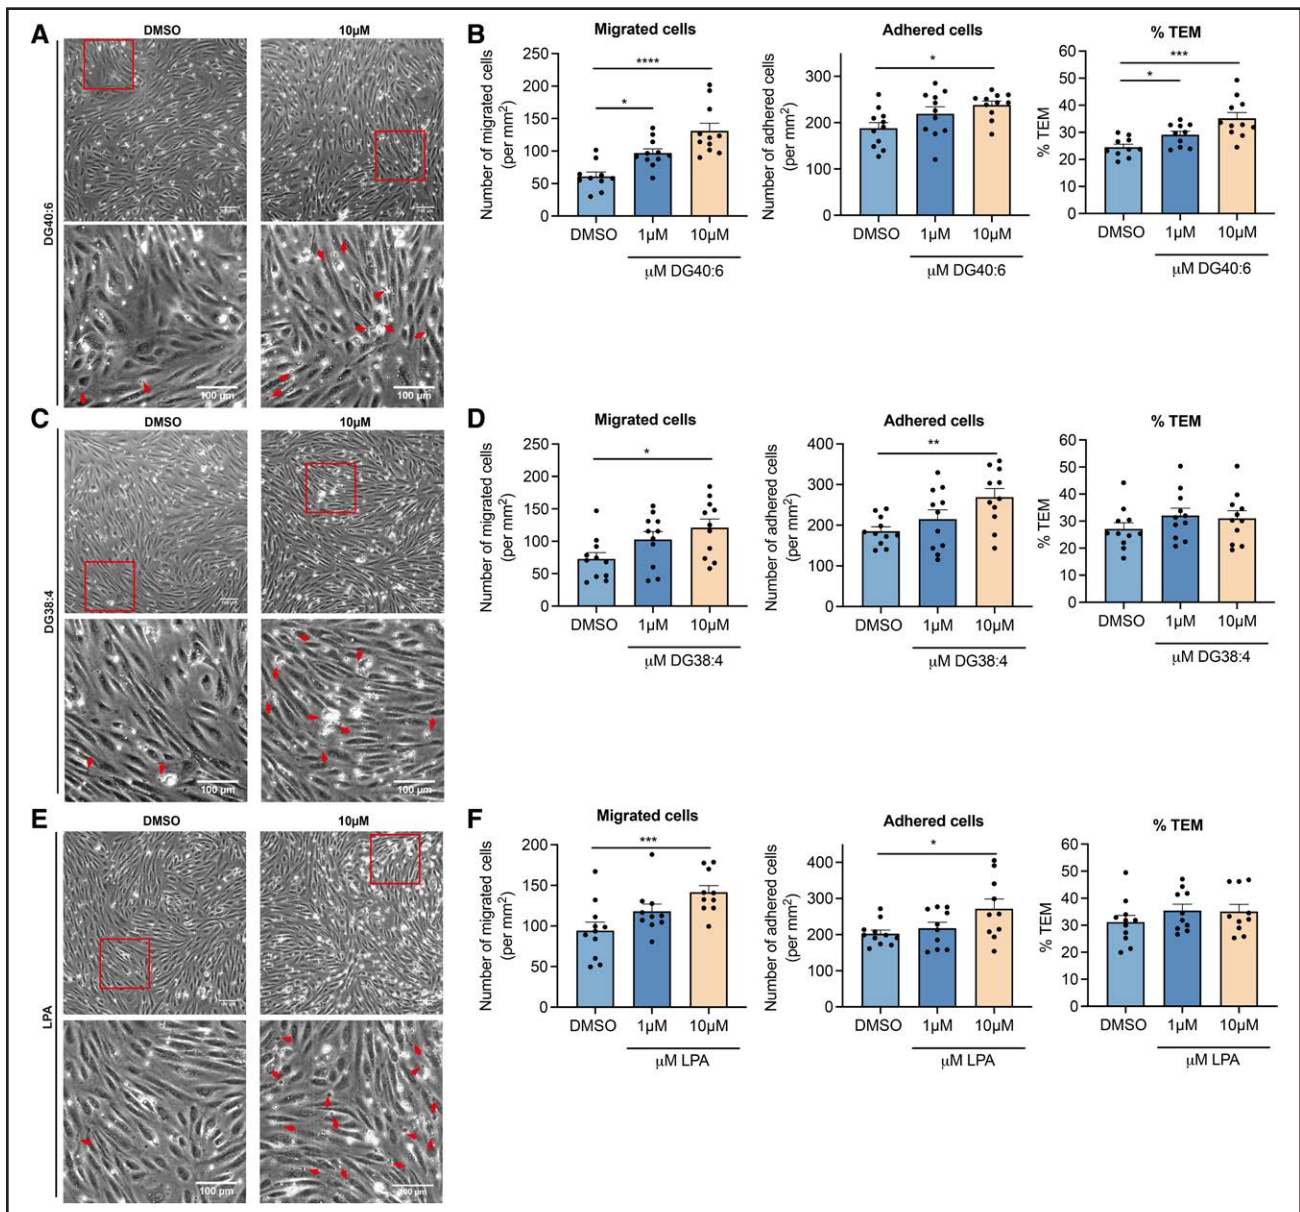 A
DMSO
10µM
DG40:6
100 µm
100 µm
B
Migrated cells
Number of migrated cells
(per mm2)
250
200
150
100
50
0
****
*
DMSO
1µM
10µM
µM DG40:6
Adhered cells
Number of adhered cells
(per mm2)
300
200
100
0
*
DMSO
1µM
10µM
µM DG40:6
% TEM
% TEM
60
50
40
30
20
10
0
***
*
DMSO
1µM
10µM
µM DG40:6
C
DMSO
10µM
DG38:4
100 µm
100 µm
D
Migrated cells
Number of migrated cells
(per mm2)
250
200
150
100
50
0
*
DMSO
1µM
10µM
µM DG38:4
Adhered cells
Number of adhered cells
(per mm2)
400
300
200
100
0
**
DMSO
1µM
10µM
µM DG38:4
% TEM
% TEM
60
50
40
30
20
10
0
DMSO
1µM
10µM
µM DG38:4
E
DMSO
10µM
LPA
100 µm
100 µm
F
Migrated cells
Number of migrated cells
(per mm2)
200
150
100
50
0
***
DMSO
1µM
10µM
µM LPA
Adhered cells
Number of adhered cells
(per mm2)
400
300
200
100
0
*
DMSO
1µM
10µM
µM LPA
% TEM
% TEM
60
50
40
30
20
10
0
DMSO
1µM
10µM
µM LPA